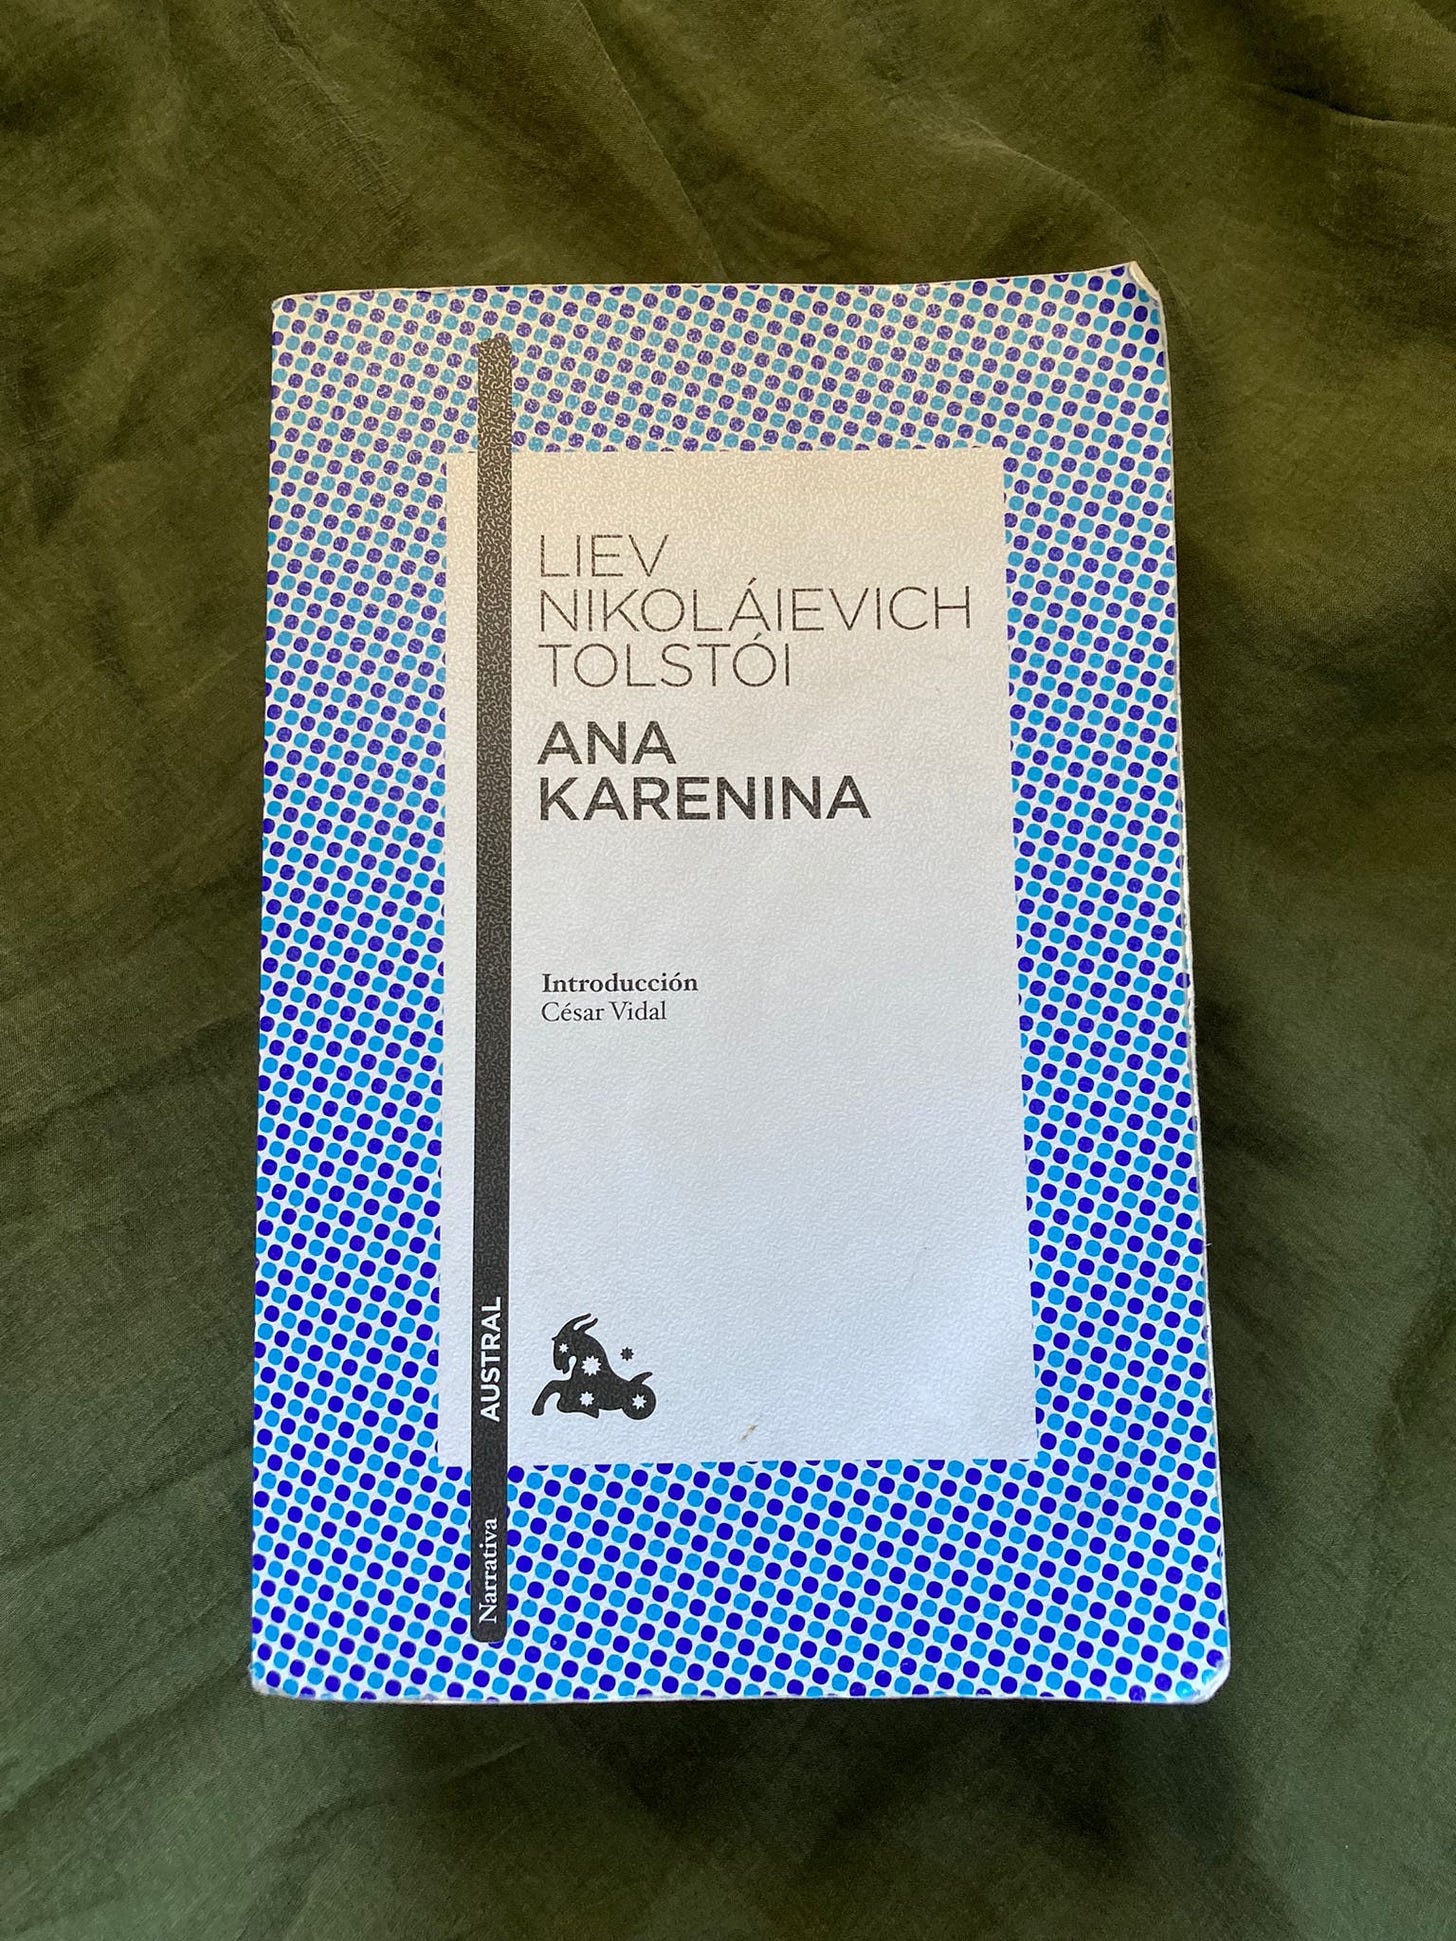 LIEV
NIKOLÁIEVICH
TOLSTÓI
ANA
KARENINA
Introducción
César Vidal
AUSTRAL
Narrativa